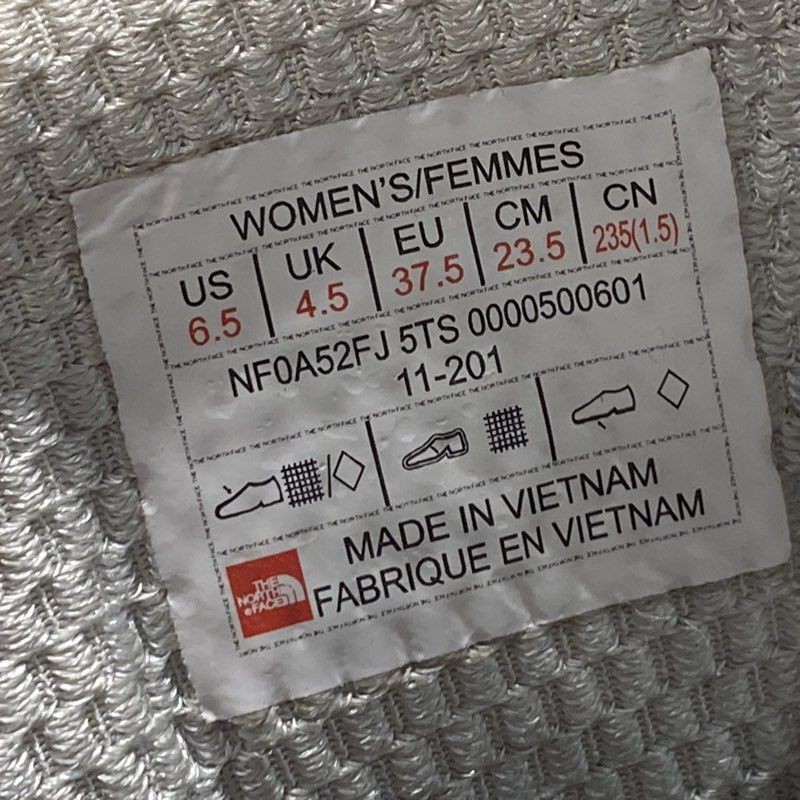 WOMEN'S/FEMMES
US UK EU CM CN
6.5 4.5 37.5 23.5 235(1.5)
NF0A52FJ 5TS 0000500601
11-201
MADE IN VIETNAM
FABRIQUE EN VIETNAM
THE
NORTH
FACE